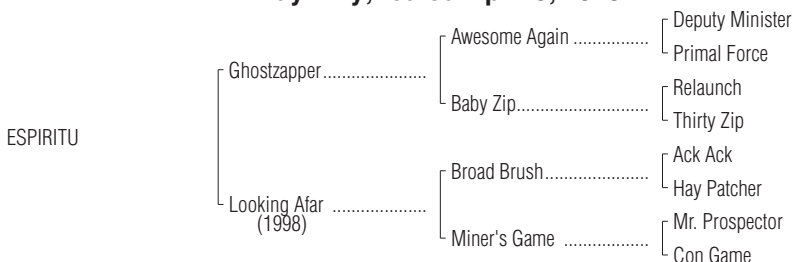 Deputy Minister
Awesome Again ................
Primal Force
Ghostzapper......................
Relaunch
Baby Zip............................
Thirty Zip
ESPIRITU
Ack Ack
Broad Brush......................
Hay Patcher
Looking Afar ....................
(1998)
Mr. Prospector
Miner's Game ..................
Con Game